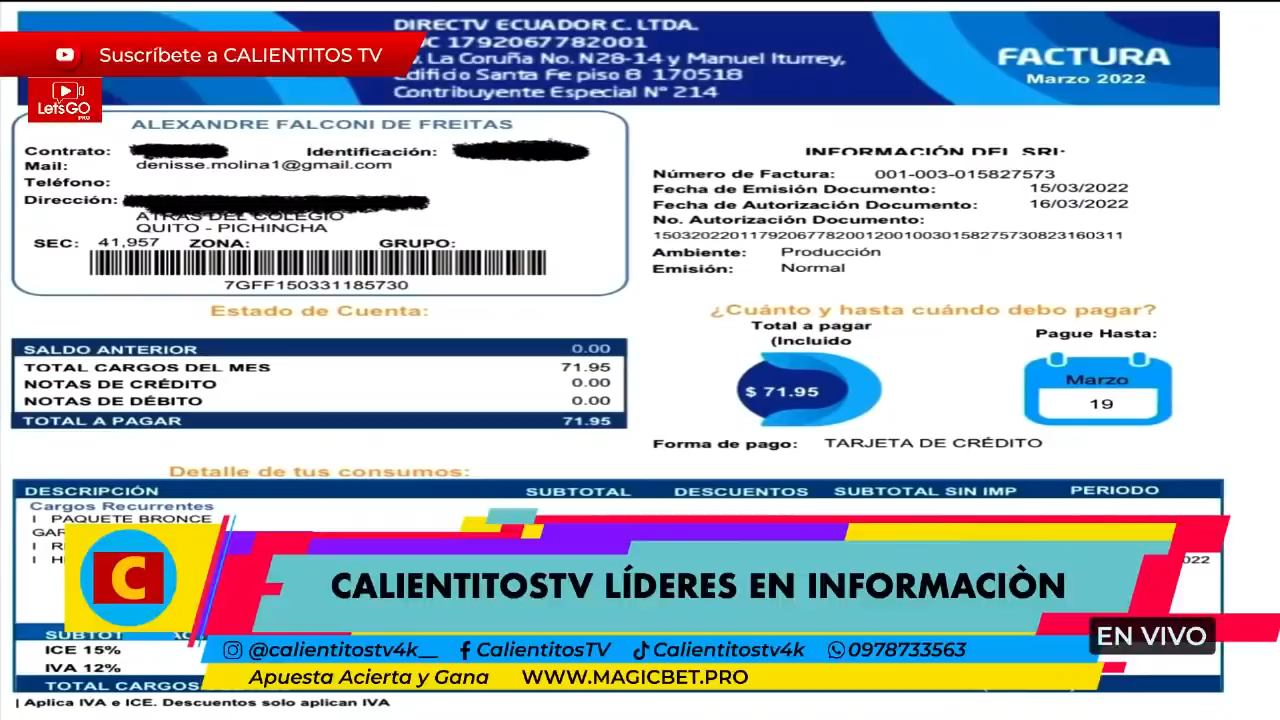 DIRECTV ECUADOR C. LTDA.
1792067782001
La Coruña No. N28-14 y Manuel Iturrey,
Edificio Santa Fe piso 8 170518
Contribuyente Especial N° 214
FACTURA
Marzo 2022
Suscríbete a CALIENTITOS TV
Let'sGO
PRO
ALEXANDRE FALCONI DE FREITAS
Contrato: Identificación:
Mail: denisse.molina1@gmail.com
Teléfono:
Dirección:
ATRAS DEL COLEGIO
QUITO - PICHINCHA
SEC: 41,957 ZONA: GRUPO:
7GFF150331185730
INFORMACIÓN DEL SRI:
Número de Factura: 001-003-015827573
Fecha de Emisión Documento: 15/03/2022
Fecha de Autorización Documento: 16/03/2022
No. Autorización Documento:
1503202201179206778200120010030158275730823160311
Ambiente: Producción
Emisión: Normal
Estado de Cuenta:
SALDO ANTERIOR 0.00
TOTAL CARGOS DEL MES 71.95
NOTAS DE CRÉDITO 0.00
NOTAS DE DÉBITO 0.00
TOTAL A PAGAR 71.95
¿Cuánto y hasta cuándo debo pagar?
Total a pagar
(Incluido
$ 71.95
Pague Hasta:
Marzo
19
Forma de pago: TARJETA DE CRÉDITO
Detalle de tus consumos:
DESCRIPCIÓN SUBTOTAL DESCUENTOS SUBTOTAL SIN IMP PERIODO
Cargos Recurrentes
I PAQUETE BRONCE
C
CALIENTITOSTV LÍDERES EN INFORMACIÒN
EN VIVO
ICE 15%
IVA 12%
TOTAL CARGOS
@calientitostv4k__ CalientitosTV Calientitostv4k 0978733563
Apuesta Acierta y Gana WWW.MAGICBET.PRO
| Aplica IVA e ICE. Descuentos solo aplican IVA